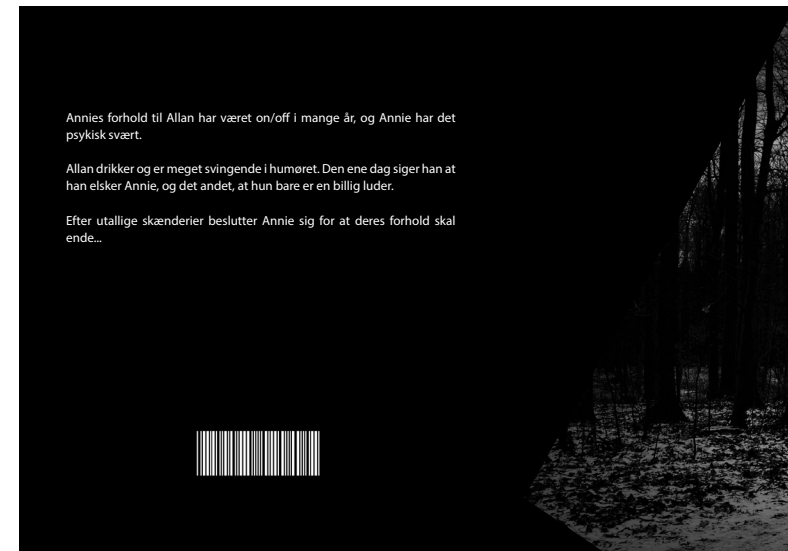 Annies forhold til Allan har været on/off i mange år, og Annie har det
psykisk svært.
Allan drikker og er meget svingende i humøret. Den ene dag siger han at
han elsker Annie, og det andet, at hun bare er en billig luder.
Efter utallige skænderier beslutter Annie sig for at deres forhold skal
ende...